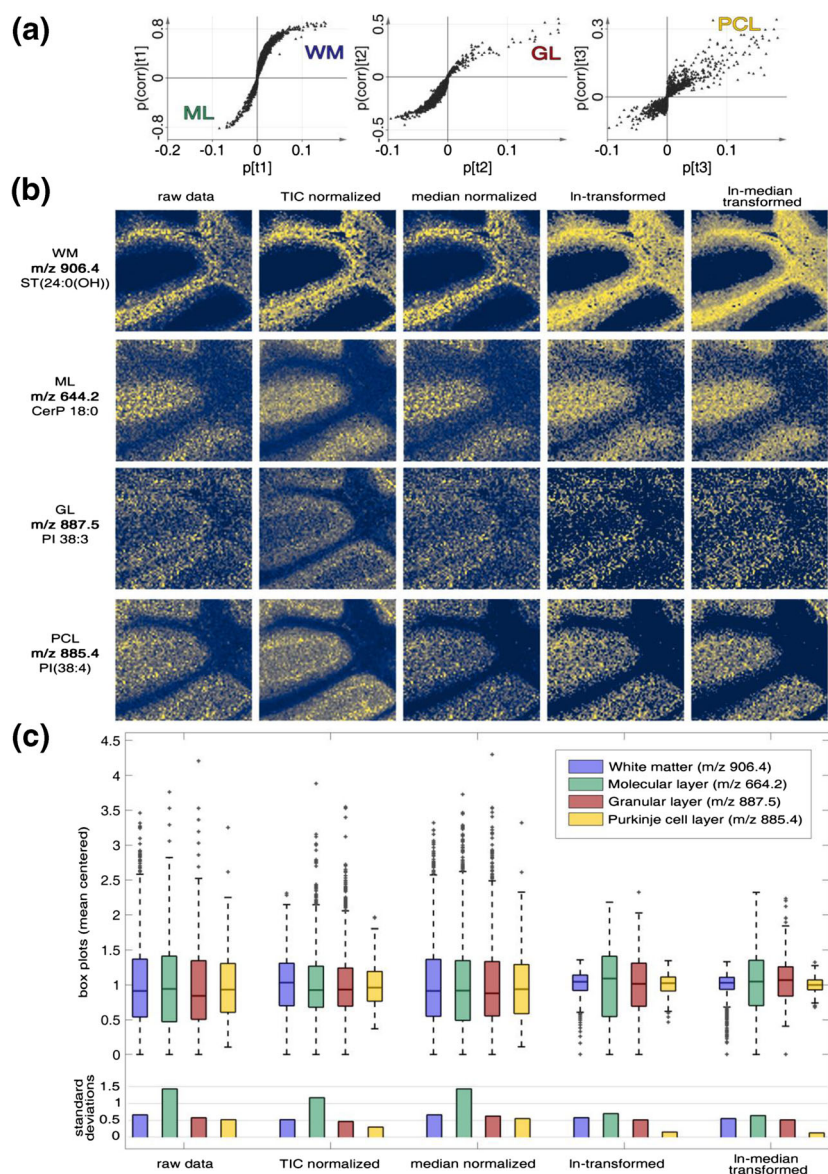 (a)
0.8
0
-0.8
p(corr)[t1]
WM
ML
-0.2
-0.1
0
0.1
p[t1]
0.5
0
-0.5
p(corr)[t2]
GL
-0.1
0
0.1
p[t2]
0.3
0
p(corr)[t3]
PCL
-0.1
0
0.1
p[t3]
(b)
raw data
TIC normalized
median normalized
ln-transformed
ln-median
transformed
WM
m/z 906.4
ST(24:0(OH))
ML
m/z 644.2
CerP 18:0
GL
m/z 887.5
PI 38:3
PCL
m/z 885.4
PI(38:4)
(c)
4.5
4
3.5
3
2.5
2
1.5
1
0.5
0
box plots (mean centered)
White matter (m/z 906.4)
Molecular layer (m/z 664.2)
Granular layer (m/z 887.5)
Purkinje cell layer (m/z 885.4)
standard
deviations
1.5
1
0.5
0
raw data
TIC normalized
median normalized
ln-transformed
ln-median
transformed